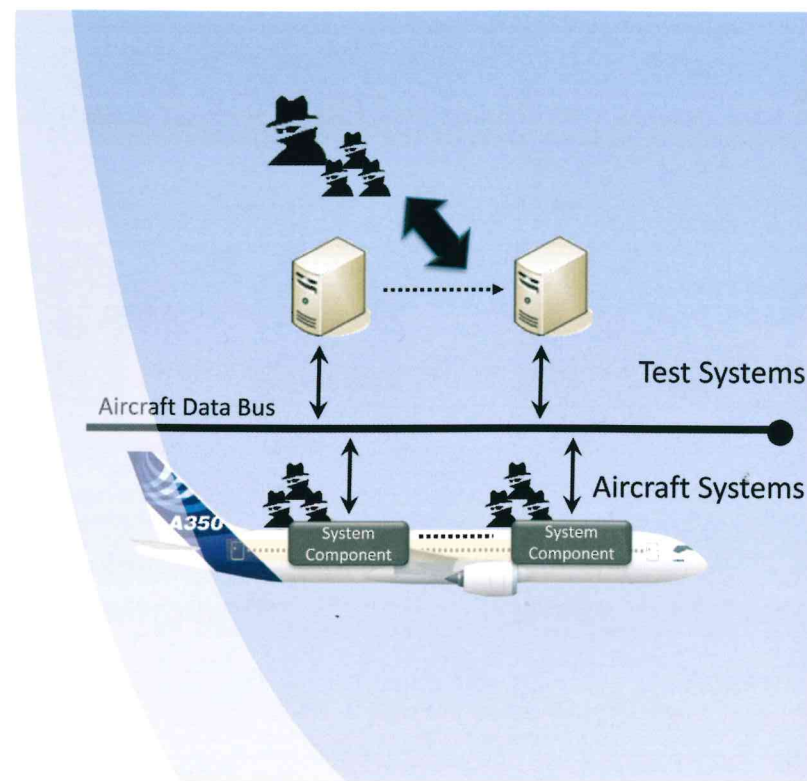 Test Systems
Aircraft Data Bus
Aircraft Systems
A350
System
Component
System
Component